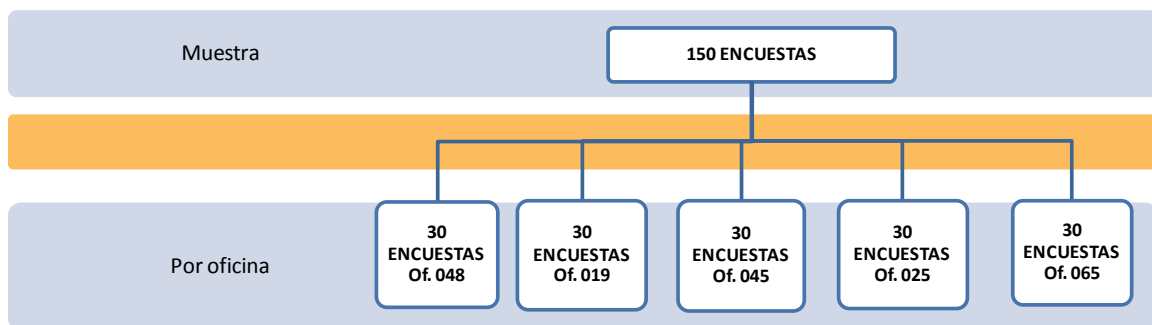 Muestra
150 ENCUESTAS
Por oficina
30
ENCUESTAS
Of. 048
30
ENCUESTAS
Of. 019
30
ENCUESTAS
Of. 045
30
ENCUESTAS
Of. 025
30
ENCUESTAS
Of. 065